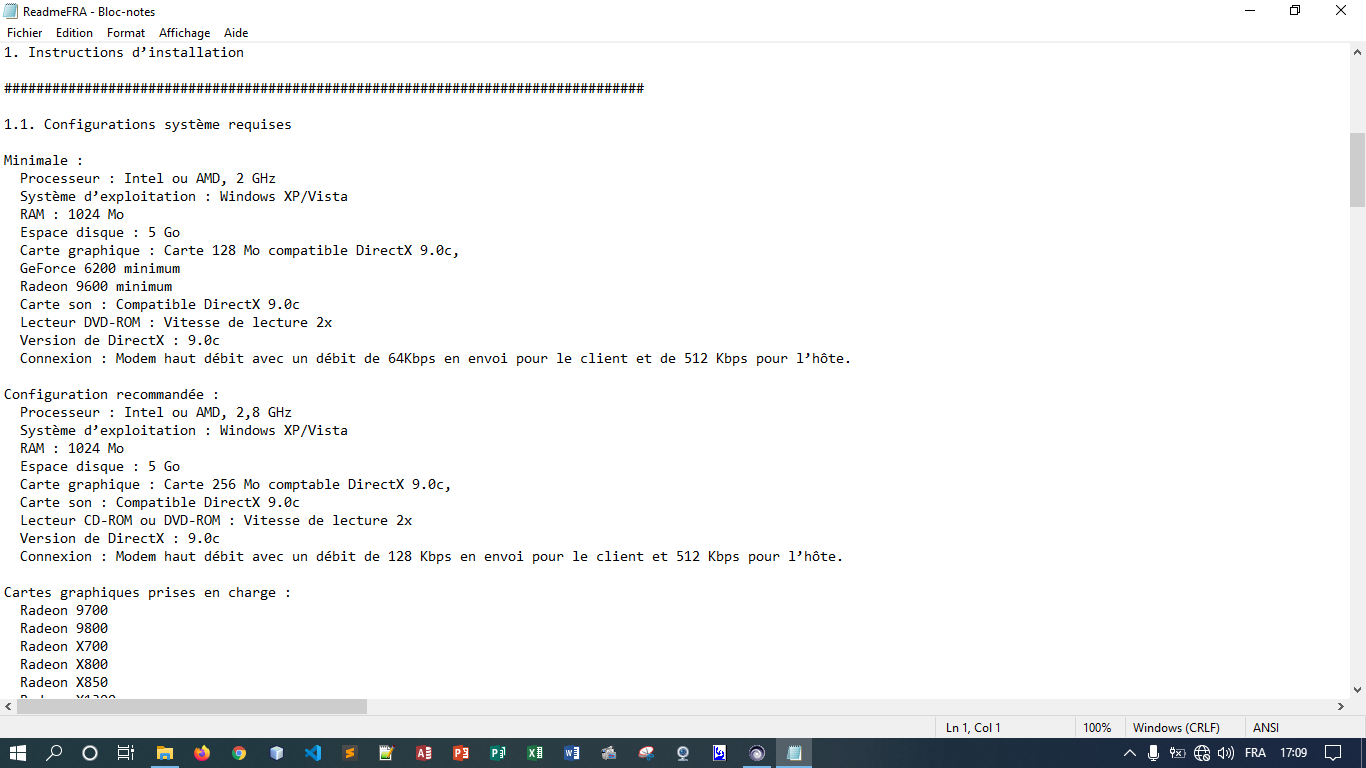 ReadmeFRA - Bloc-notes
Fichier Edition Format Affichage Aide
1. Instructions d’installation
################################################################################
1.1. Configurations système requises
Minimale :
Processeur : Intel ou AMD, 2 GHz
Système d’exploitation : Windows XP/Vista
RAM : 1024 Mo
Espace disque : 5 Go
Carte graphique : Carte 128 Mo compatible DirectX 9.0c,
GeForce 6200 minimum
Radeon 9600 minimum
Carte son : Compatible DirectX 9.0c
Lecteur DVD-ROM : Vitesse de lecture 2x
Version de DirectX : 9.0c
Connexion : Modem haut débit avec un débit de 64Kbps en envoi pour le client et de 512 Kbps pour l’hôte.
Configuration recommandée :
Processeur : Intel ou AMD, 2,8 GHz
Système d’exploitation : Windows XP/Vista
RAM : 1024 Mo
Espace disque : 5 Go
Carte graphique : Carte 256 Mo comptable DirectX 9.0c,
Carte son : Compatible DirectX 9.0c
Lecteur CD-ROM ou DVD-ROM : Vitesse de lecture 2x
Version de DirectX : 9.0c
Connexion : Modem haut débit avec un débit de 128 Kbps en envoi pour le client et 512 Kbps pour l’hôte.
Cartes graphiques prises en charge :
Radeon 9700
Radeon 9800
Radeon X700
Radeon X800
Radeon X850
Ln 1, Col 1 100% Windows (CRLF) ANSI
FRA 17:09